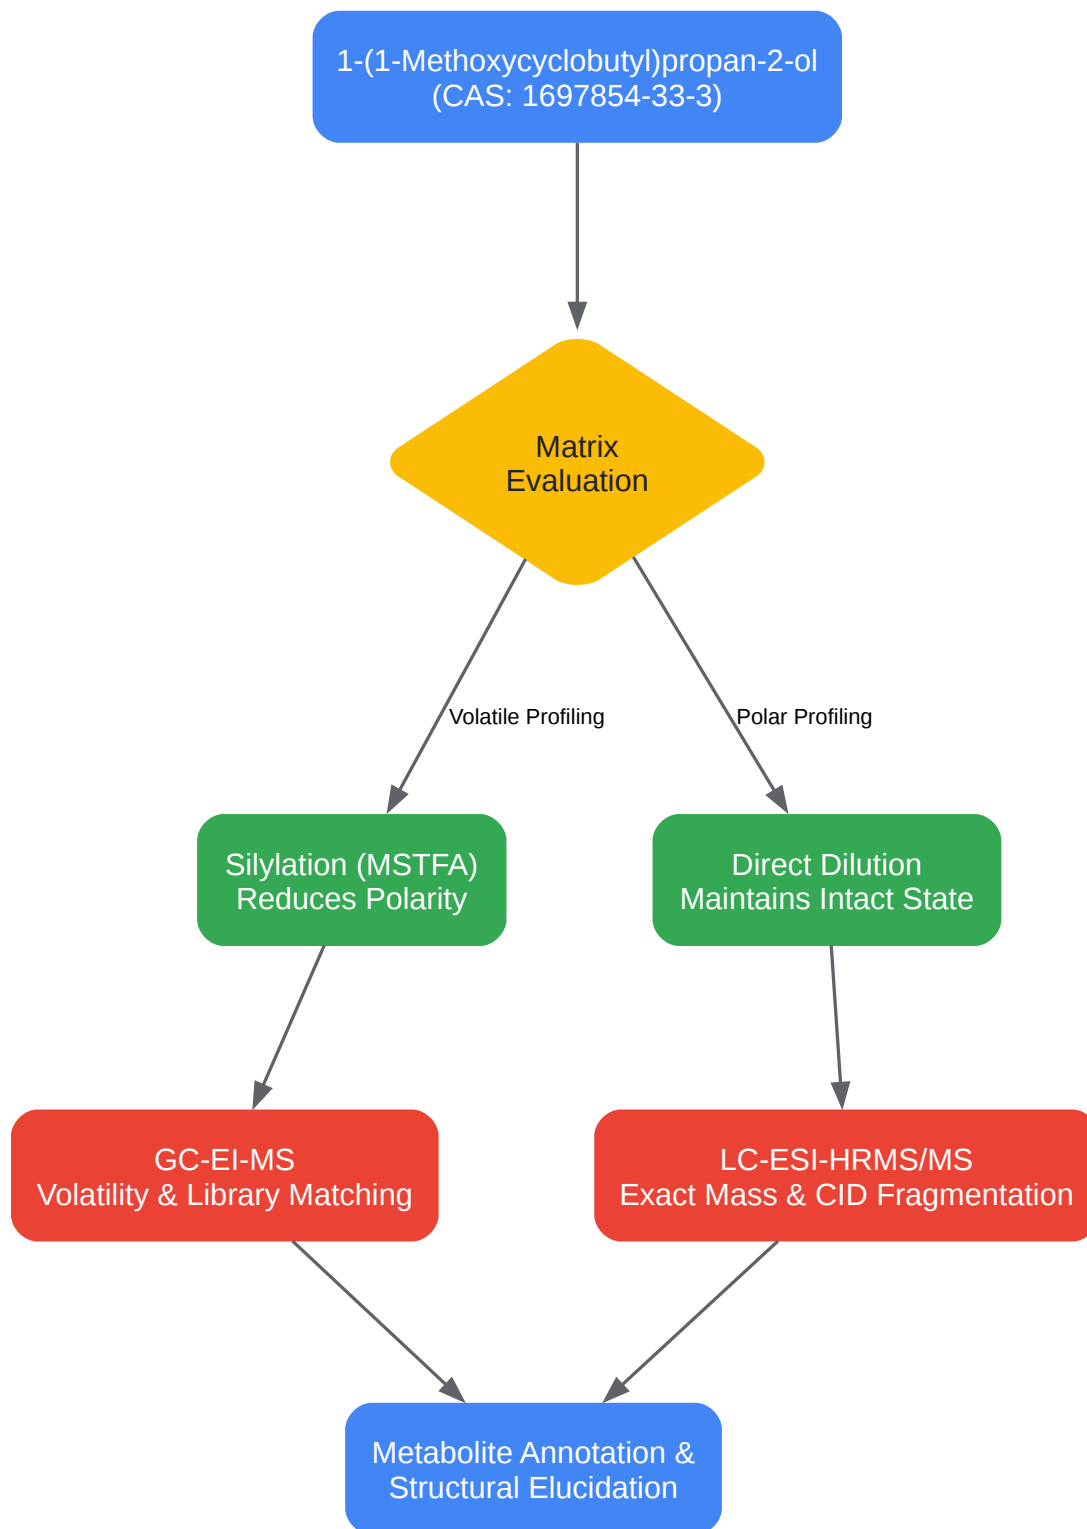 1-(1-Methoxycyclobutyl)propan-2-ol
(CAS: 1697854-33-3)
Matrix
Evaluation
Volatile Profiling
Polar Profiling
Silylation (MSTFA)
Reduces Polarity
Direct Dilution
Maintains Intact State
GC-EI-MS
Volatility & Library Matching
LC-ESI-HRMS/MS
Exact Mass & CID Fragmentation
Metabolite Annotation &
Structural Elucidation